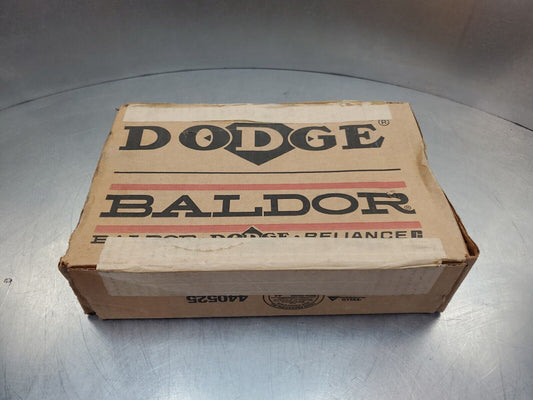 DODGE®
BALDOR®
BALDOR · DODGE · RELIANCE
440525